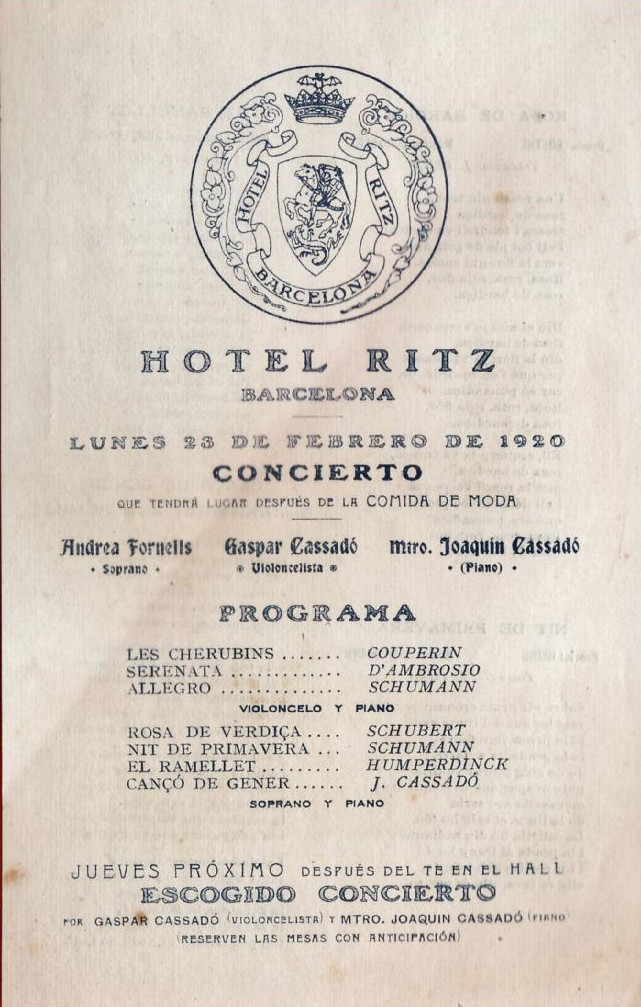 HOTEL RITZ
BARCELONA
HOTEL RITZ
BARCELONA
LUNES 23 DE FEBRERO DE 1920
CONCIERTO
QUE TENDRÁ LUGAR DESPUÉS DE LA COMIDA DE MODA
Andrea Fornells Gaspar Cassadó Mtro. Joaquín Cassadó
• Soprano • • Violoncelista • • (Piano) •
PROGRAMA
LES CHERUBINS ....... COUPERIN
SERENATA ............ D'AMBROSIO
ALLEGRO ............. SCHUMANN
VIOLONCELO Y PIANO
ROSA DE VERDIÇA .... SCHUBERT
NIT DE PRIMAVERA ... SCHUMANN
EL RAMELLET ......... HUMPERDINCK
CANÇÓ DE GENER ...... J. CASSADÓ
SOPRANO Y PIANO
JUEVES PRÓXIMO DESPUÉS DEL TE EN EL HALL
ESCOGIDO CONCIERTO
POR GASPAR CASSADÓ (VIOLONCELISTA) Y MTRO. JOAQUIN CASSADÓ (PIANO)
(RESERVEN LAS MESAS CON ANTICIPACIÓN)